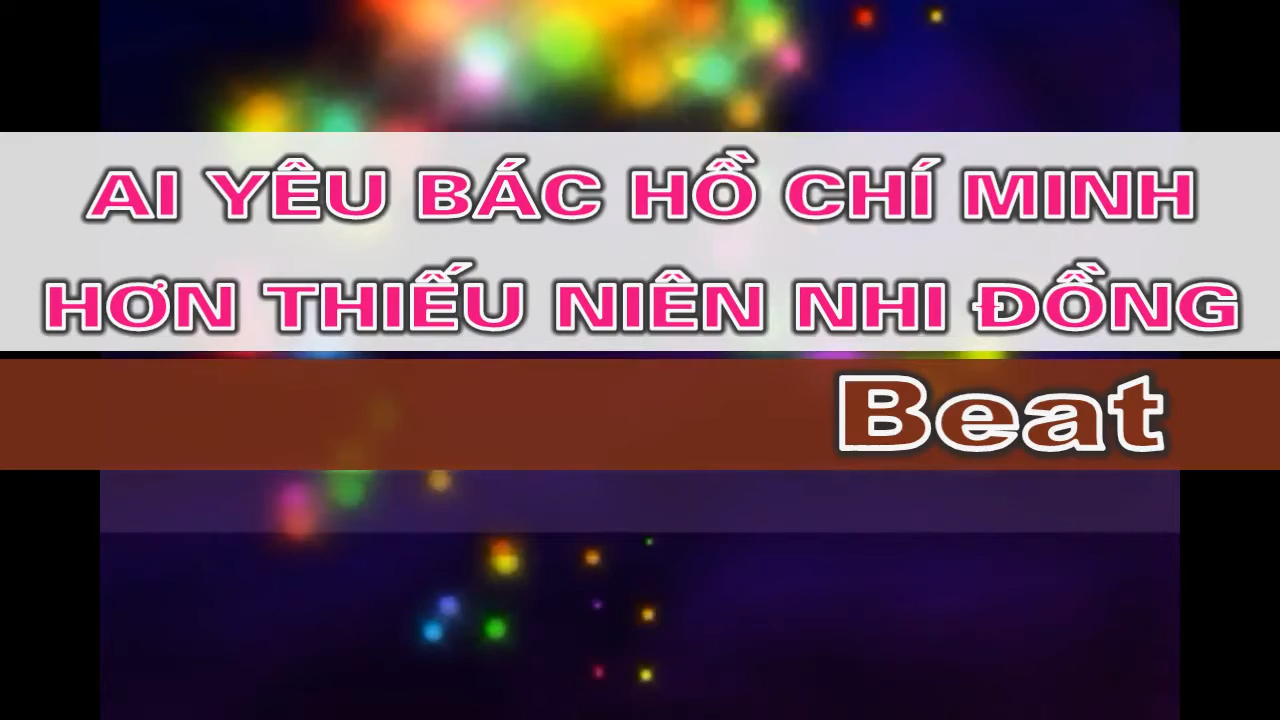 AI YÊU BÁC HỒ CHÍ MINH
HƠN THIẾU NIÊN NHI ĐỒNG
Beat